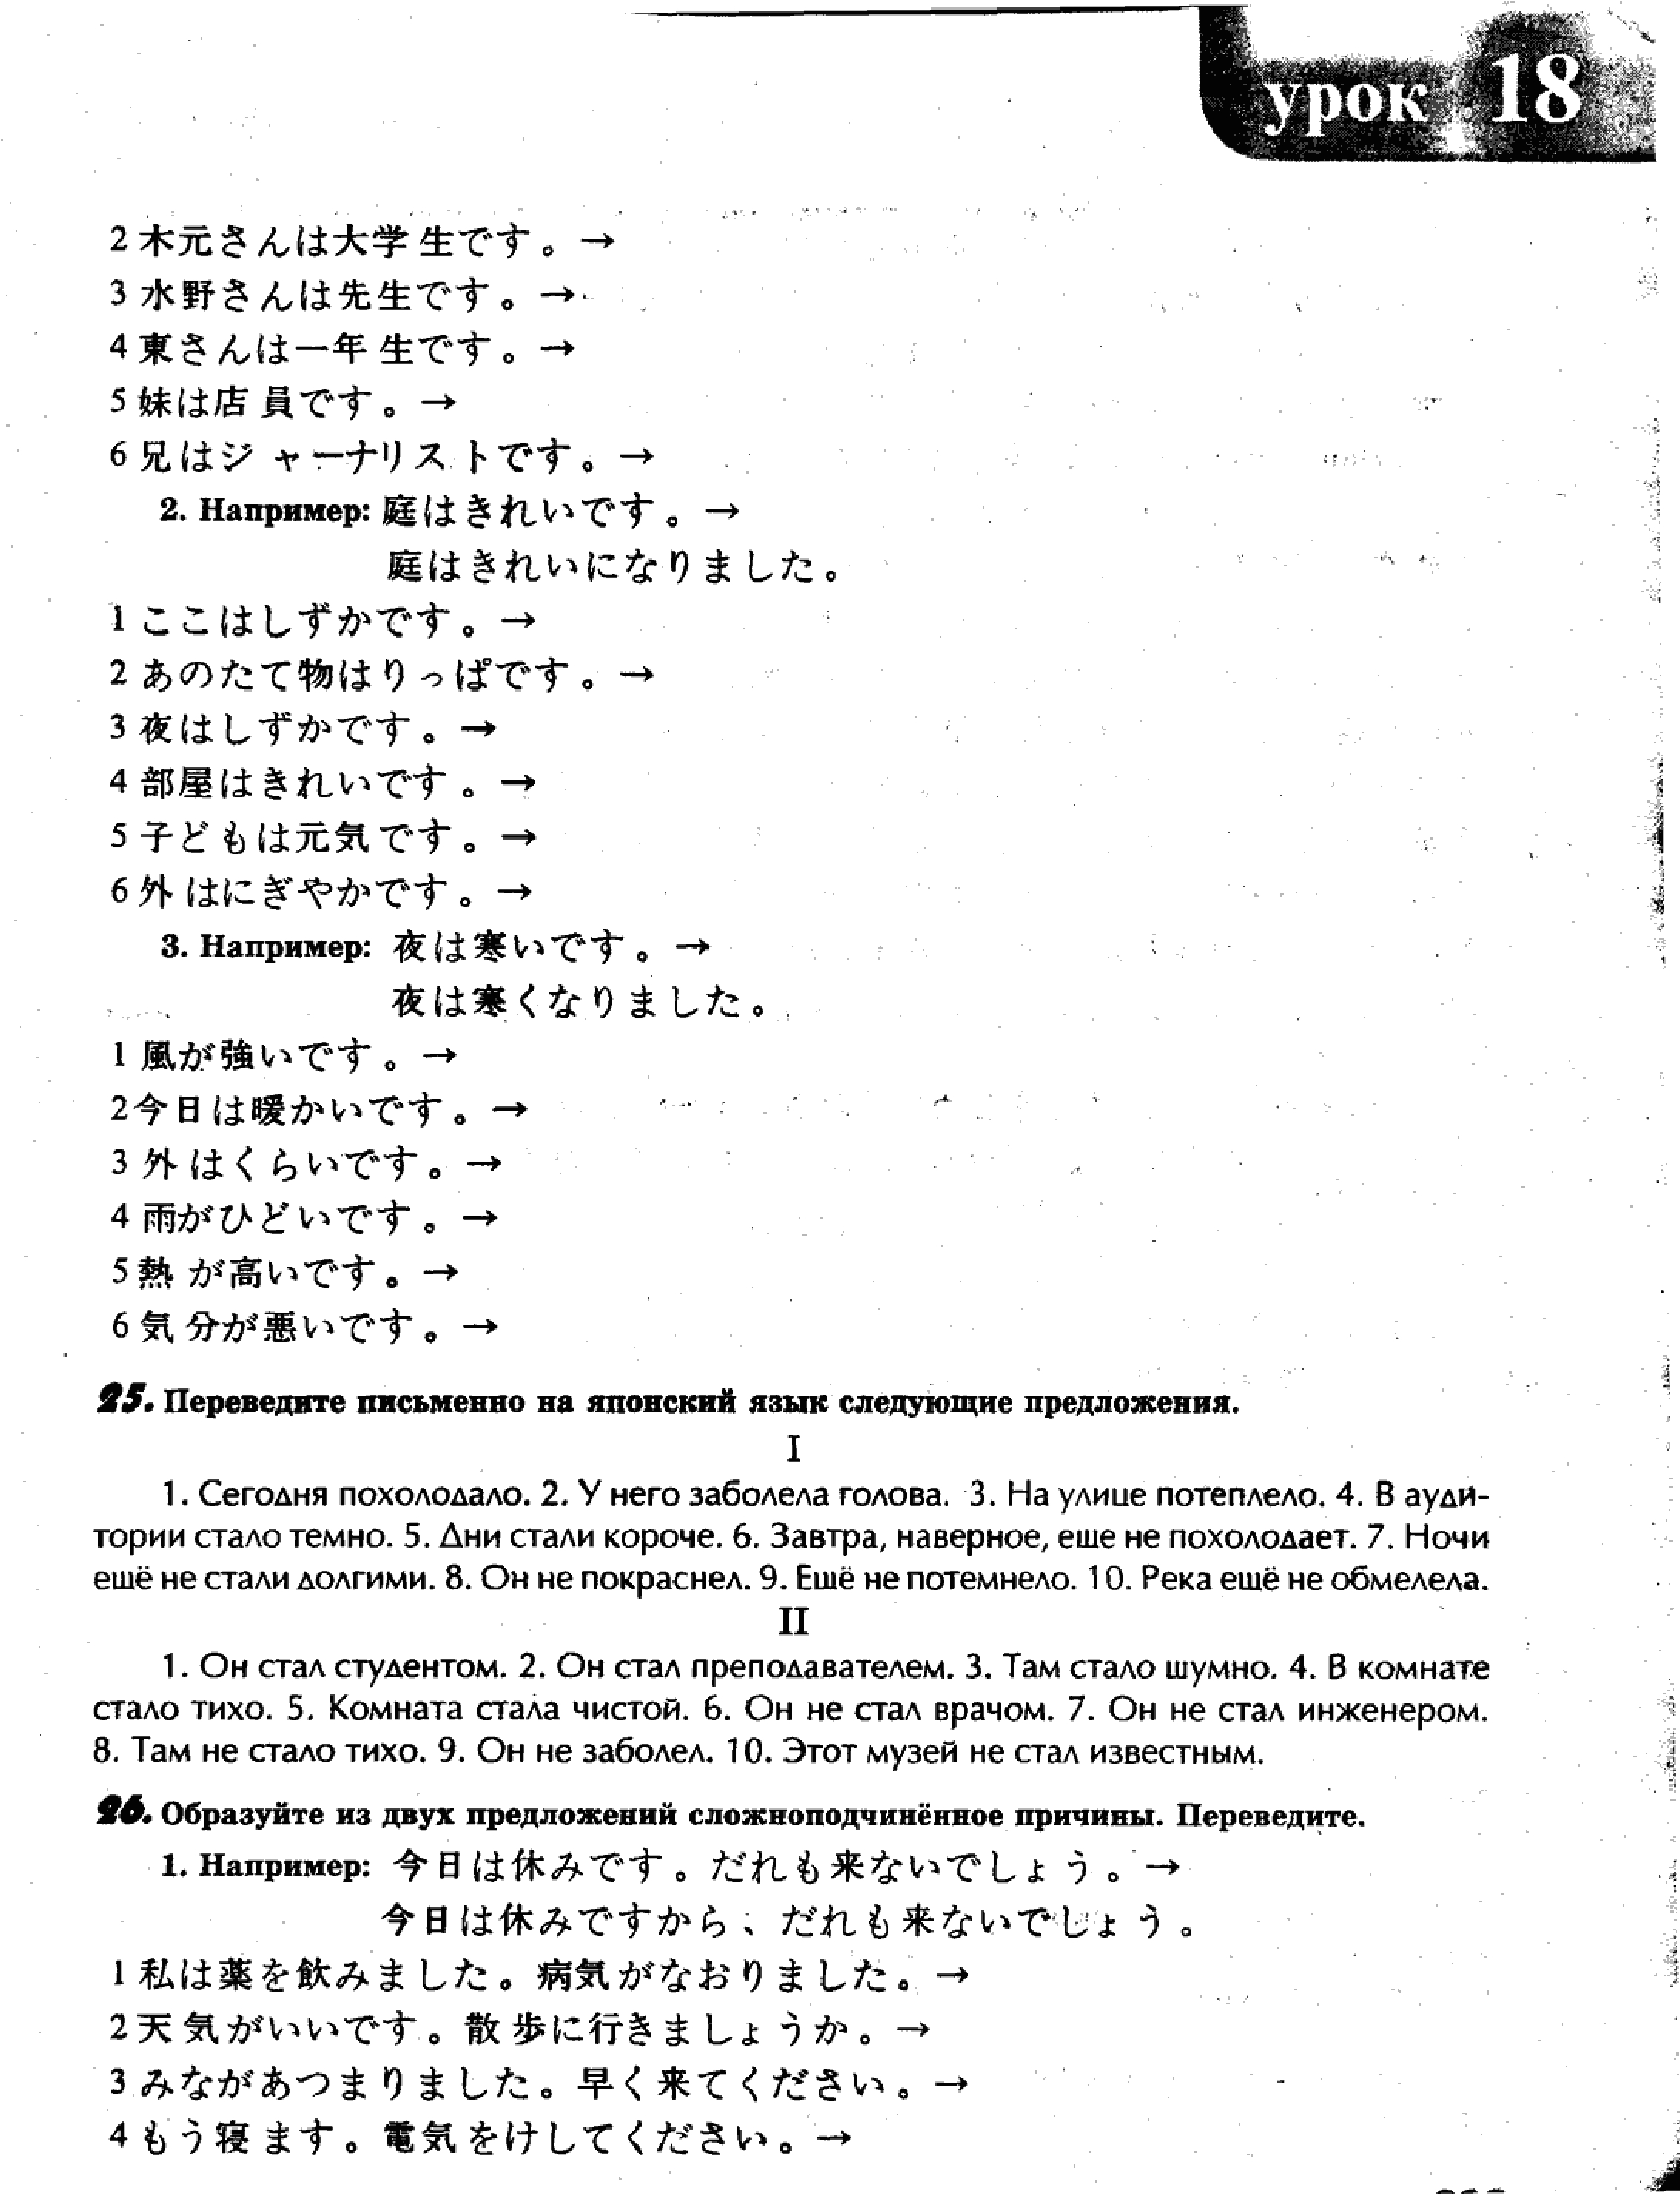 урок 18
2 木元さんは大学生です。→
3 水野さんは先生です。→
4 東さんは一年生です。→
5 妹は店員です。→
6 兄はジャーナリストです。→
2. Например: 庭はきれいです。→
庭はきれいになりました。
1 ここはしずかです。→
2 あのたて物はりっぱです。→
3 夜はしずかです。→
4 部屋はきれいです。→
5 子どもは元気です。→
6 外はにぎやかです。→
3. Например: 夜は寒いです。→
夜は寒くなりました。
1 風が強いです。→
2 今日は暖かいです。→
3 外はくらいです。→
4 雨がひどいです。→
5 熱が高いです。→
6 気分が悪いです。→
25. Переведите письменно на японский язык следующие предложения.
I
1. Сегодня похолодало. 2. У него заболела голова. 3. На улице потеплело. 4. В ауди-
тории стало темно. 5. Дни стали короче. 6. Завтра, наверное, еще не похолодает. 7. Ночи
ещё не стали долгими. 8. Он не покраснел. 9. Ещё не потемнело. 10. Река ещё не обмелела.
II
1. Он стал студентом. 2. Он стал преподавателем. 3. Там стало шумно. 4. В комнате
стало тихо. 5. Комната стала чистой. 6. Он не стал врачом. 7. Он не стал инженером.
8. Там не стало тихо. 9. Он не заболел. 10. Этот музей не стал известным.
26. Образуйте из двух предложений сложноподчинённое причины. Переведите.
1. Например: 今日は休みです。だれも来ないでしょう。→
今日は休みですから、だれも来ないでしょう。
1 私は薬を飲みました。病気がなおりました。→
2 天気がいいです。散歩に行きましょうか。→
3 みながあつまりました。早く来てください。→
4 もう寝ます。電気をけしてください。→